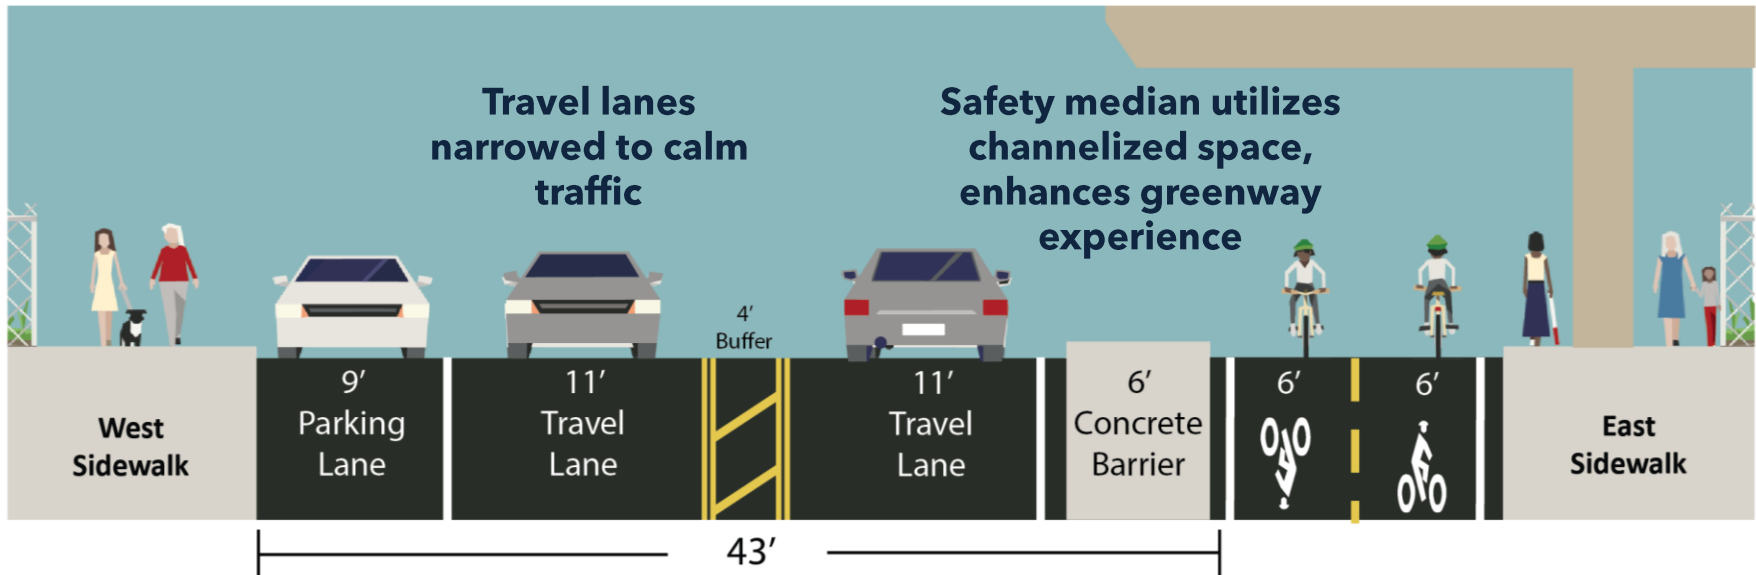 Travel lanes
narrowed to calm
traffic
Safety median utilizes
channelized space,
enhances greenway
experience
4’
Buffer
West
Sidewalk
9’
Parking
Lane
11’
Travel
Lane
11’
Travel
Lane
6’
Concrete
Barrier
6’
6’
East
Sidewalk
43’